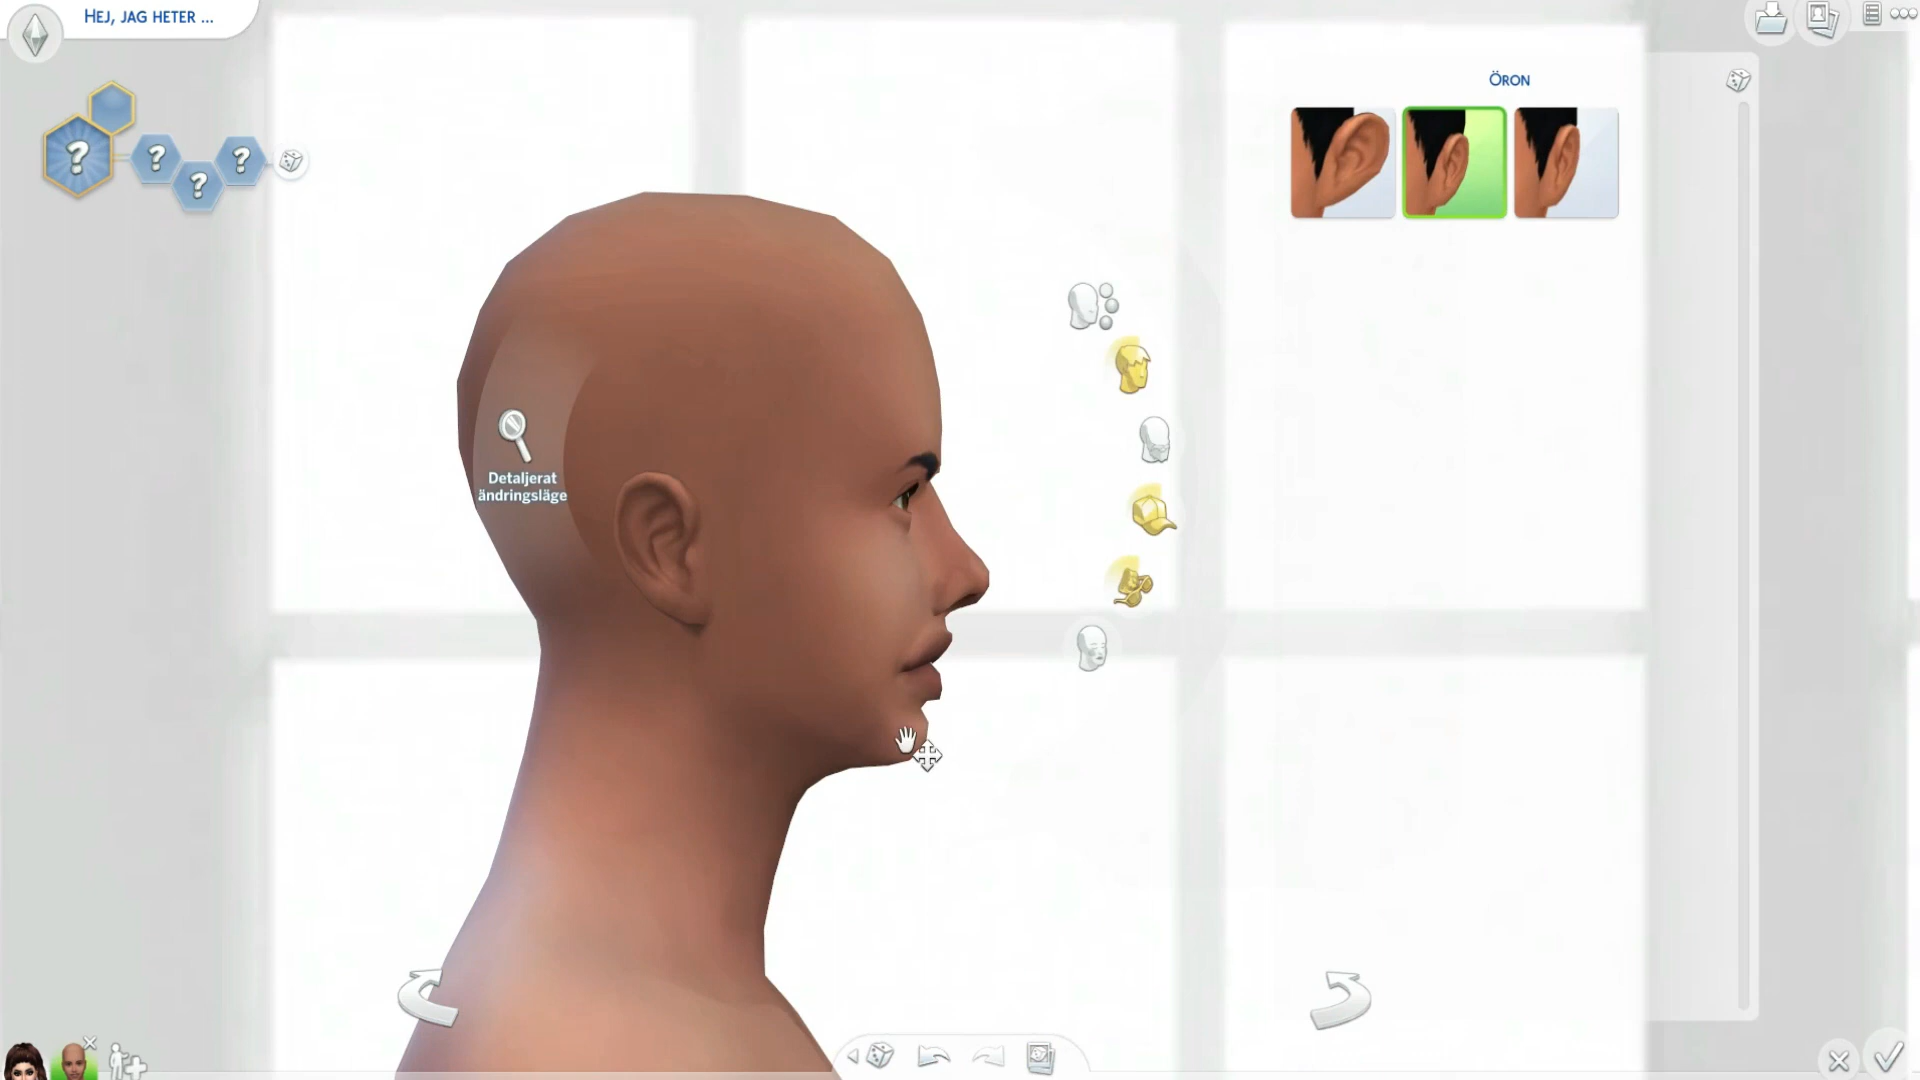 HEJ, JAG HETER ...
ÖRON
Detaljerat
ändringsläge